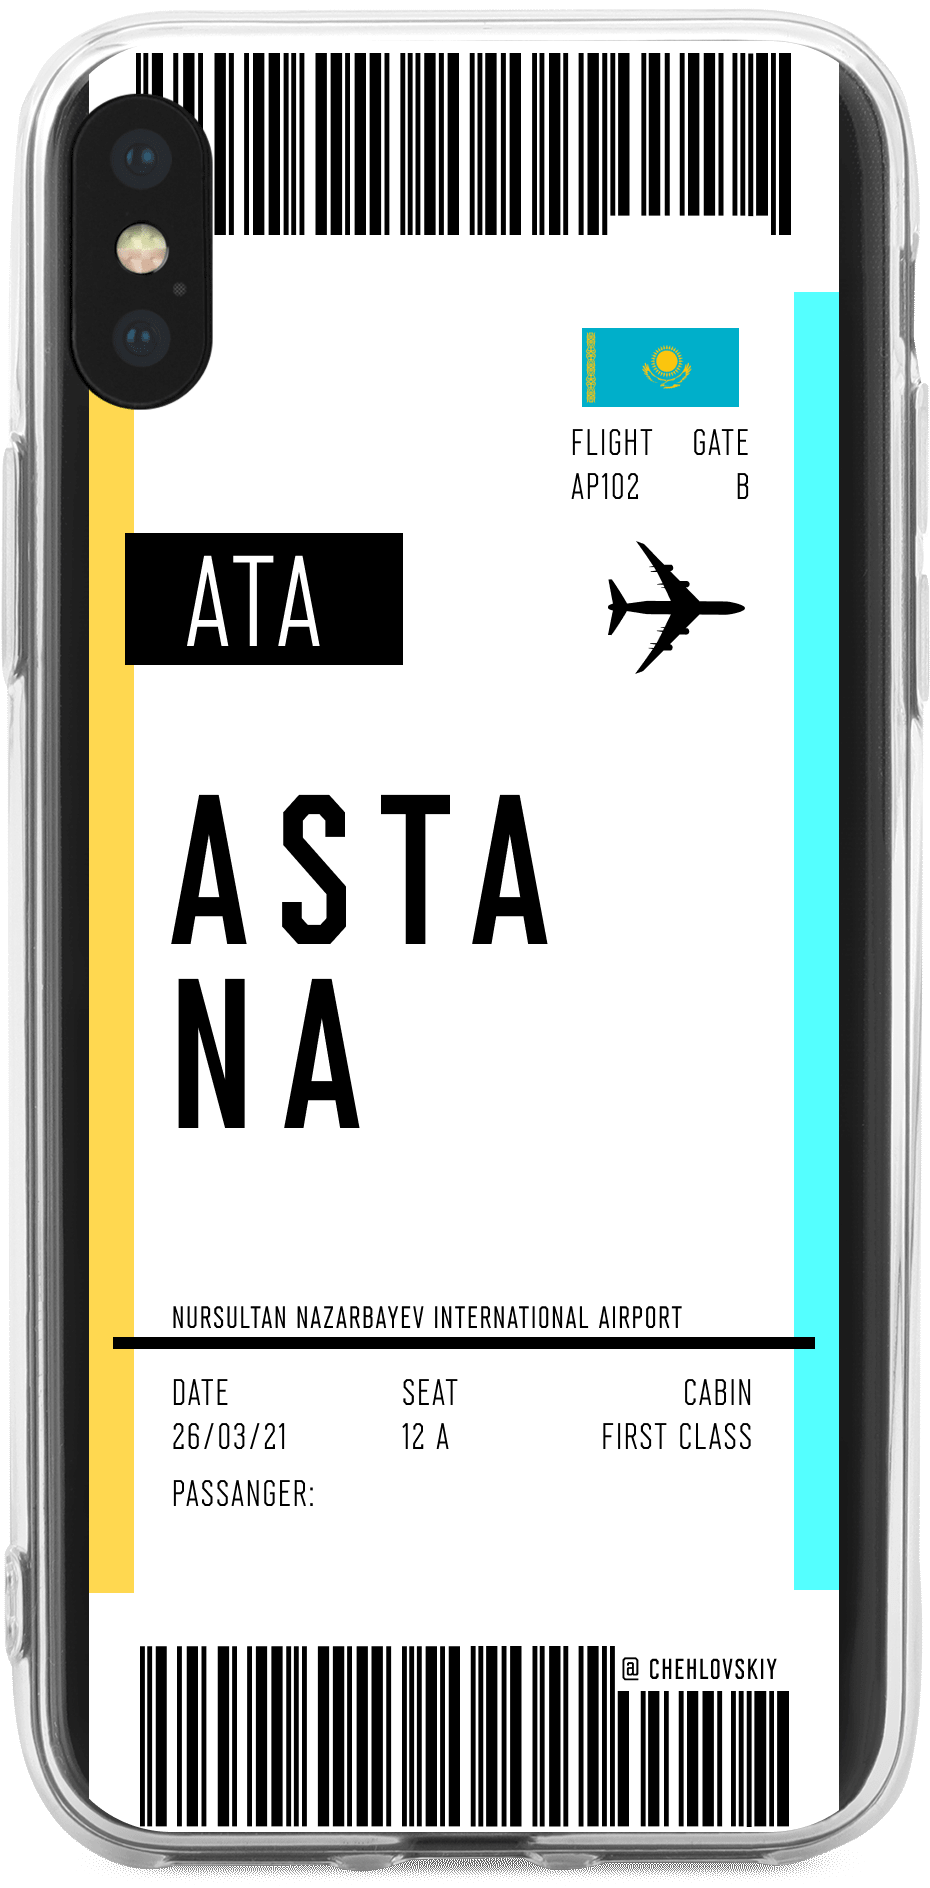 FLIGHT GATE
AP102 B
ATA
ASTA
NA
NURSULTAN NAZARBAYEV INTERNATIONAL AIRPORT
DATE SEAT CABIN
26/03/21 12 A FIRST CLASS
PASSANGER:
@ CHEHLOVSKIY